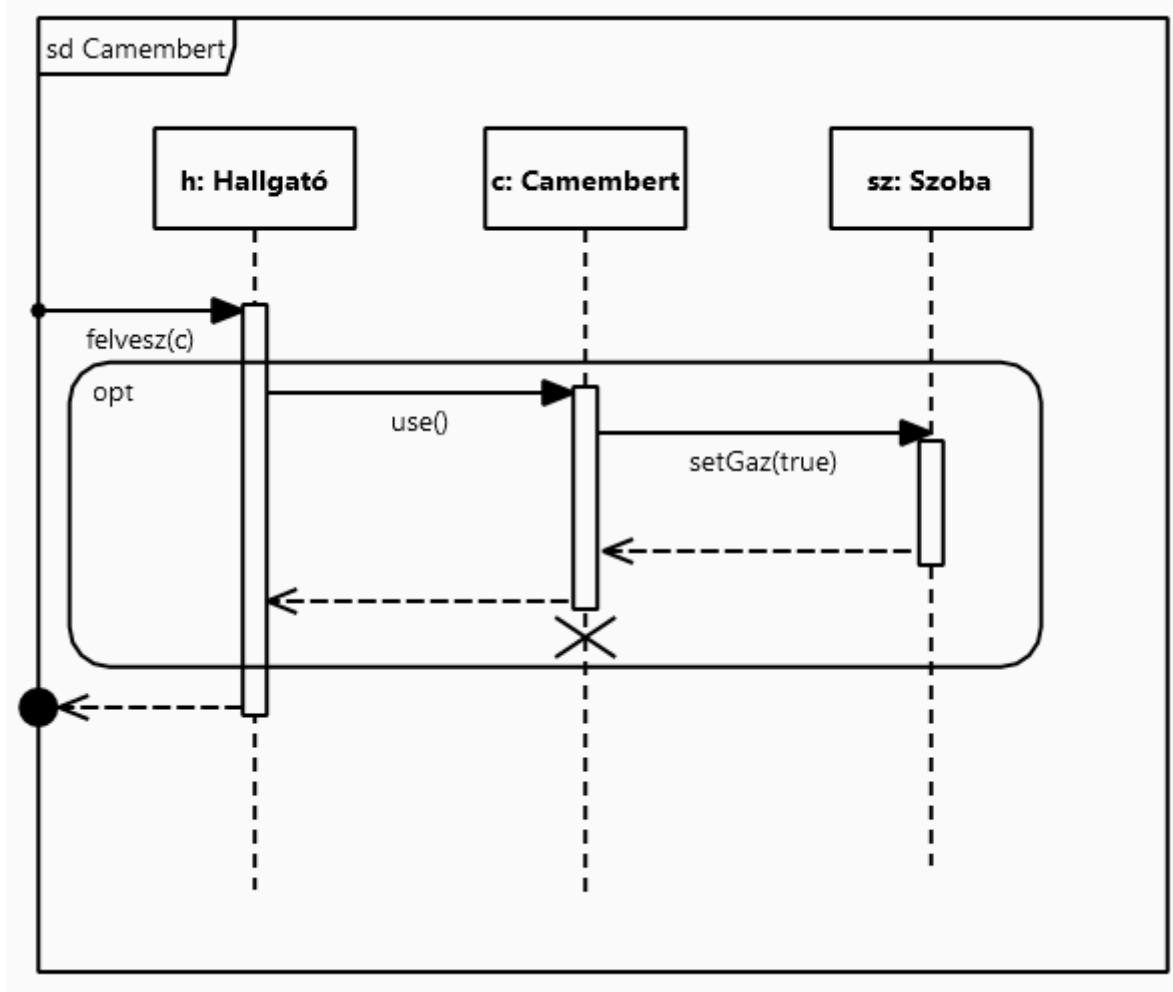 sd Camembert
h: Hallgató
c: Camembert
sz: Szoba
felvesz(c)
opt
use()
setGaz(true)